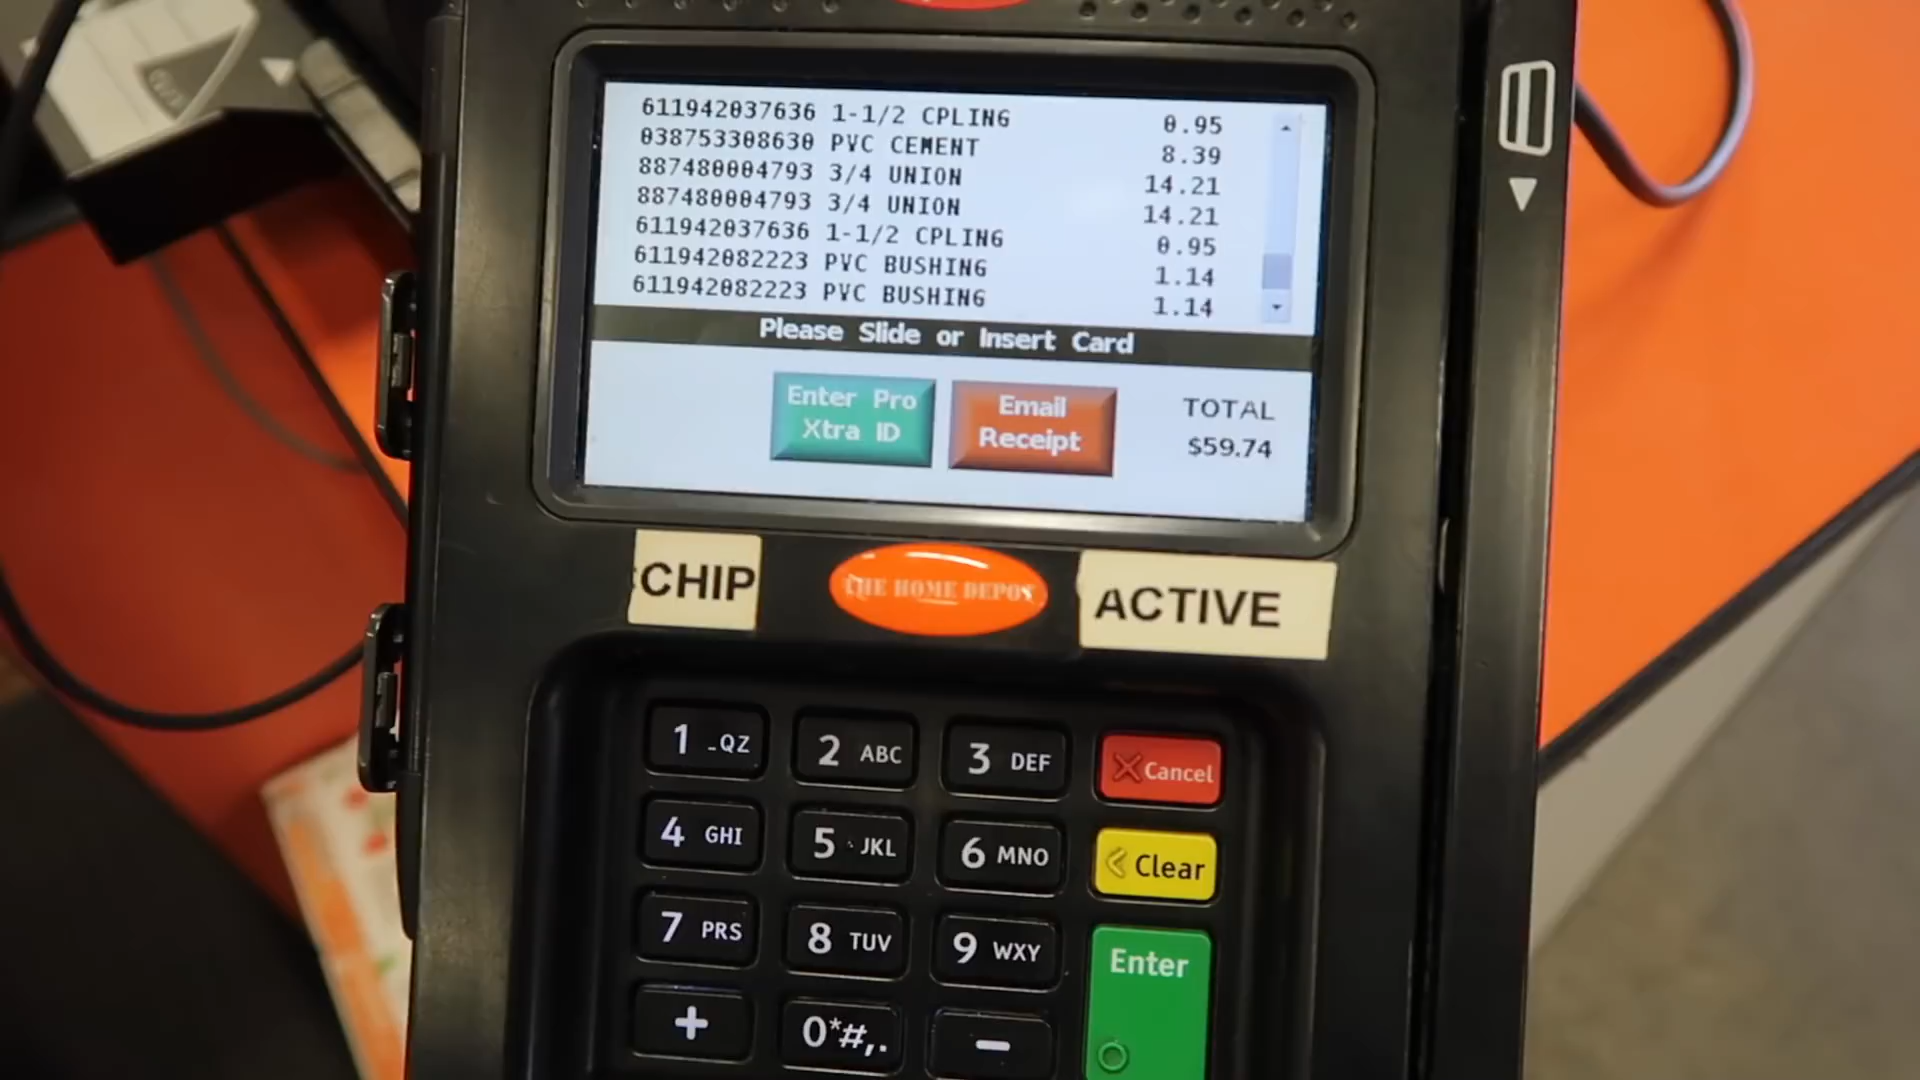 611942037636 1-1/2 CPLING 0.95
038753308630 PVC CEMENT 8.39
887480004793 3/4 UNION 14.21
887480004793 3/4 UNION 14.21
611942037636 1-1/2 CPLING 0.95
611942082223 PVC BUSHING 1.14
611942082223 PVC BUSHING 1.14
Please Slide or Insert Card
Enter Pro
Xtra ID
Email
Receipt
TOTAL
$59.74
CHIP
THE HOME DEPOT
ACTIVE
1 -QZ
2 ABC
3 DEF
Cancel
4 GHI
5 JKL
6 MNO
Clear
7 PRS
8 TUV
9 WXY
Enter
+
0*#,.
-